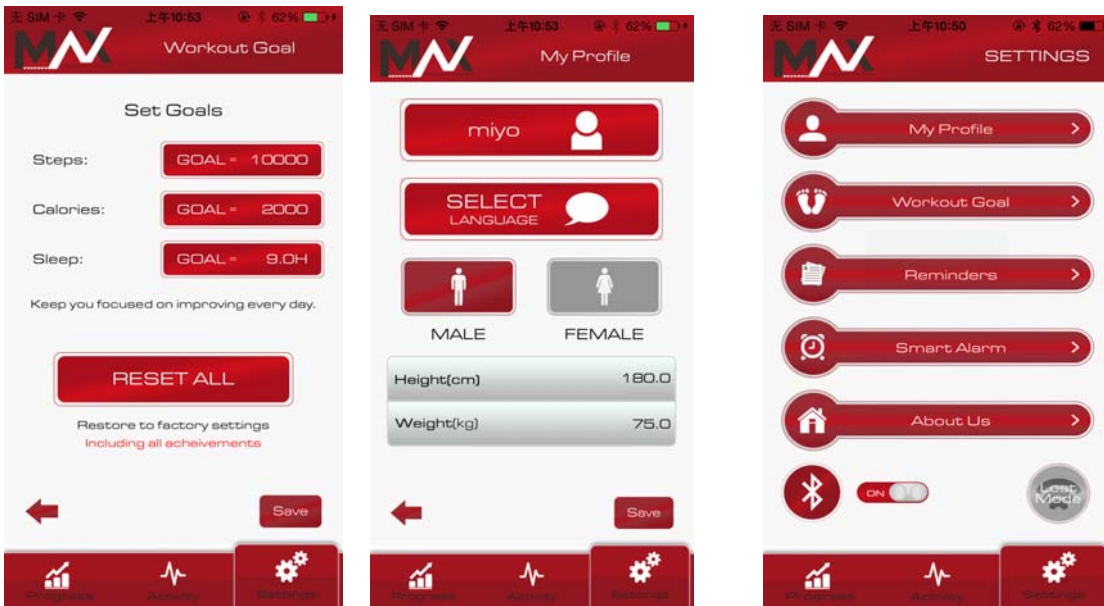 无 SIM 卡 上午10:53 62%
MAX Workout Goal
Set Goals
Steps: GOAL = 10000
Calories: GOAL = 2000
Sleep: GOAL = 9.0H
Keep you focused on improving every day.
RESET ALL
Restore to factory settings
Including all acheivements
Save
Progress Activity Settings
无 SIM 卡 上午10:53 62%
MAX My Profile
miyo
SELECT
LANGUAGE
MALE FEMALE
Height(cm) 180.0
Weight(kg) 75.0
Save
Progress Activity Settings
无 SIM 卡 上午10:50 62%
MAX SETTINGS
My Profile
Workout Goal
Reminders
Smart Alarm
About Us
ON
Lost
Mode
Progress Activity Settings